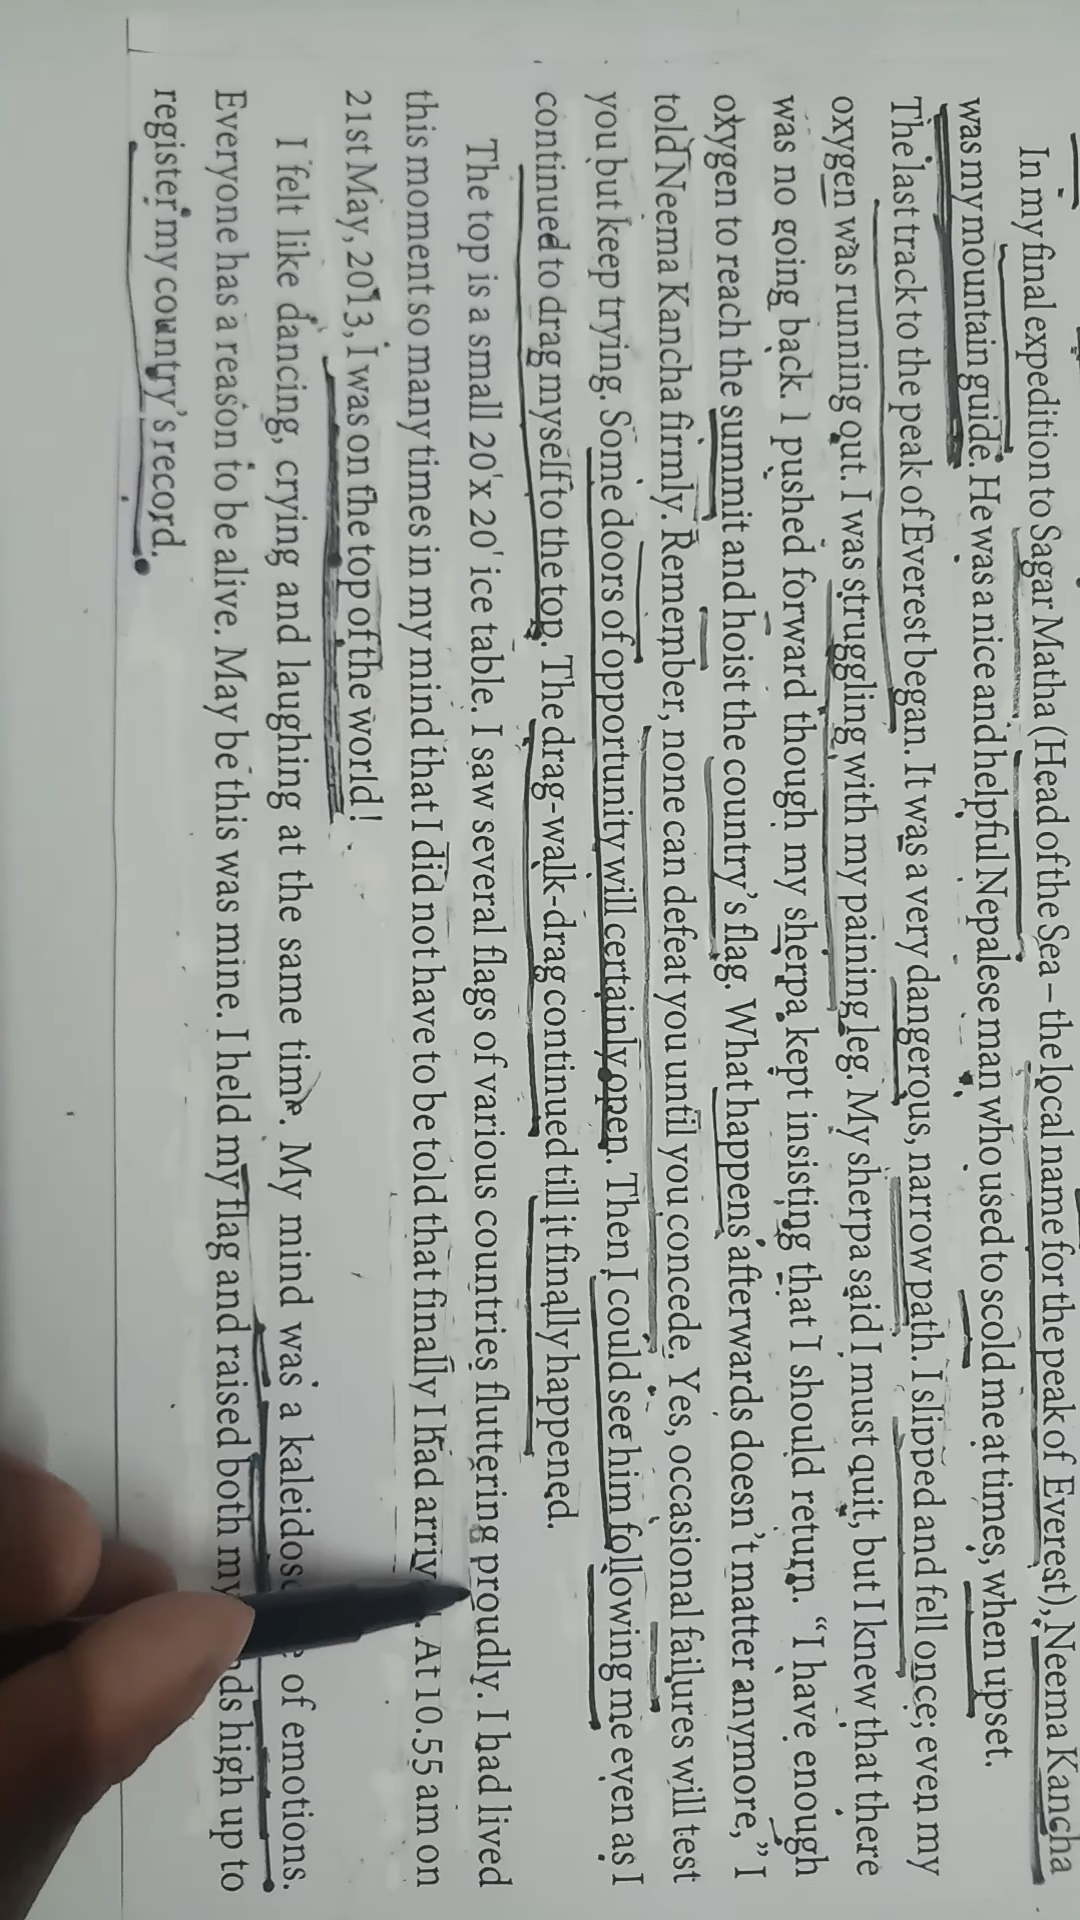 In my final expedition to Sagar Matha (Head of the Sea – the local name for the peak of Everest), Neema Kancha
was my mountain guide. He was a nice and helpful Nepalese man who used to scold me at times, when upset.
The last track to the peak of Everest began. It was a very dangerous, narrow path. I slipped and fell once; even my
oxygen was running out. I was struggling with my paining leg. My sherpa said I must quit, but I knew that there
was no going back. I pushed forward though my sherpa kept insisting that I should return. “I have enough
oxygen to reach the summit and hoist the country’s flag. What happens afterwards doesn’t matter anymore,” I
told Neema Kancha firmly. Remember, none can defeat you until you concede. Yes, occasional failures will test
you but keep trying. Some doors of opportunity will certainly open. Then I could see him following me even as I
continued to drag myself to the top. The drag-walk-drag continued till it finally happened.
The top is a small 20'x 20' ice table. I saw several flags of various countries fluttering proudly. I had lived
this moment so many times in my mind that I did not have to be told that finally I had At 10.55 am on
21st May, 2013, I was on the top of the world!
I felt like dancing, crying and laughing at the same time. My mind was a of emotions.
Everyone has a reason to be alive. May be this was mine. I held my flag and raised both my high up to
register my country’s record.